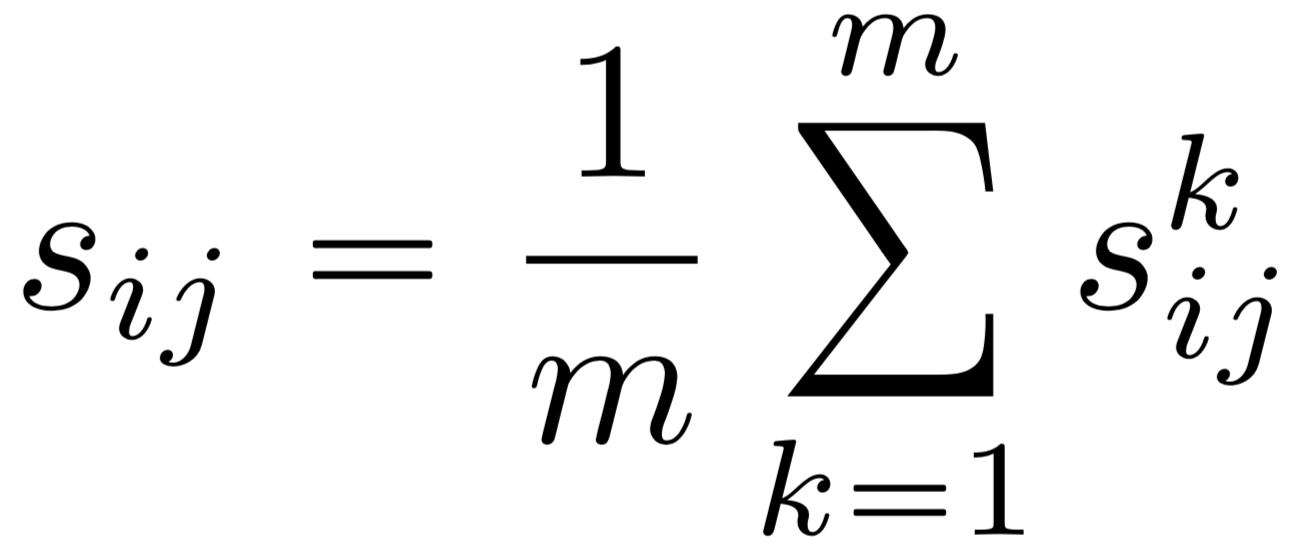 s_{ij} = \frac{1}{m} \sum_{k=1}^{m} s_{ij}^{k}